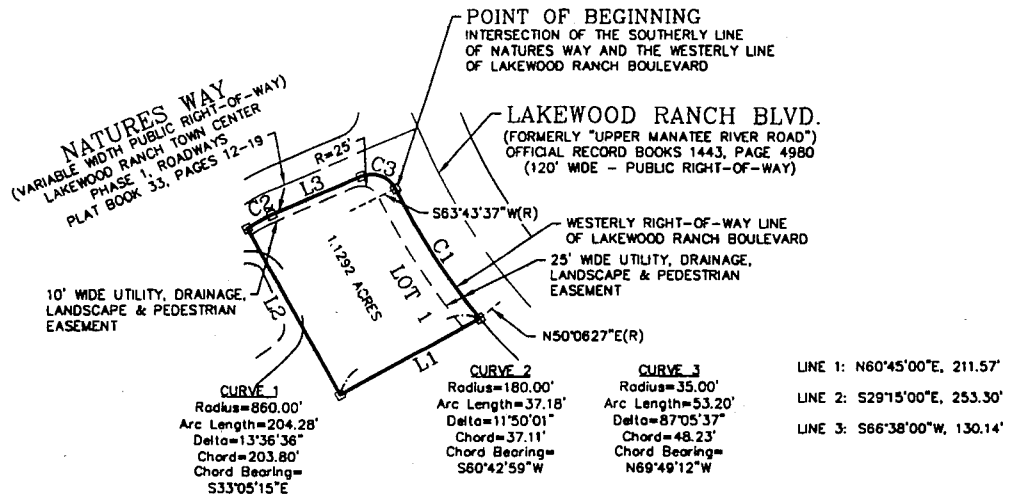 POINT OF BEGINNING
INTERSECTION OF THE SOUTHERLY LINE
OF NATURES WAY AND THE WESTERLY LINE
OF LAKEWOOD RANCH BOULEVARD
NATURES WAY
(VARIABLE WIDTH PUBLIC RIGHT-OF-WAY)
LAKEWOOD RANCH TOWN CENTER
PHASE 1, ROADWAYS
PLAT BOOK 33, PAGES 12-19
LAKEWOOD RANCH BLVD.
(FORMERLY "UPPER MANATEE RIVER ROAD")
OFFICIAL RECORD BOOKS 1443, PAGE 4980
(120' WIDE - PUBLIC RIGHT-OF-WAY)
R=25'
C2
L3
C3
S63°43'37"W(R)
WESTERLY RIGHT-OF-WAY LINE
OF LAKEWOOD RANCH BOULEVARD
C1
25' WIDE UTILITY, DRAINAGE,
LANDSCAPE & PEDESTRIAN
EASEMENT
LOT 1
1.1292 ACRES
L2
10' WIDE UTILITY, DRAINAGE,
LANDSCAPE & PEDESTRIAN
EASEMENT
N50°06'27"E(R)
L1
CURVE 1
Radius=860.00'
Arc Length=204.28'
Delta=13°36'36"
Chord=203.80'
Chord Bearing=
S33°05'15"E
CURVE 2
Radius=180.00'
Arc Length=37.18'
Delta=11°50'01"
Chord=37.11'
Chord Bearing=
S60°42'59"W
CURVE 3
Radius=35.00'
Arc Length=53.20'
Delta=87°05'37"
Chord=48.23'
Chord Bearing=
N69°49'12"W
LINE 1: N60°45'00"E, 211.57'
LINE 2: S29°15'00"E, 253.30'
LINE 3: S66°38'00"W, 130.14'